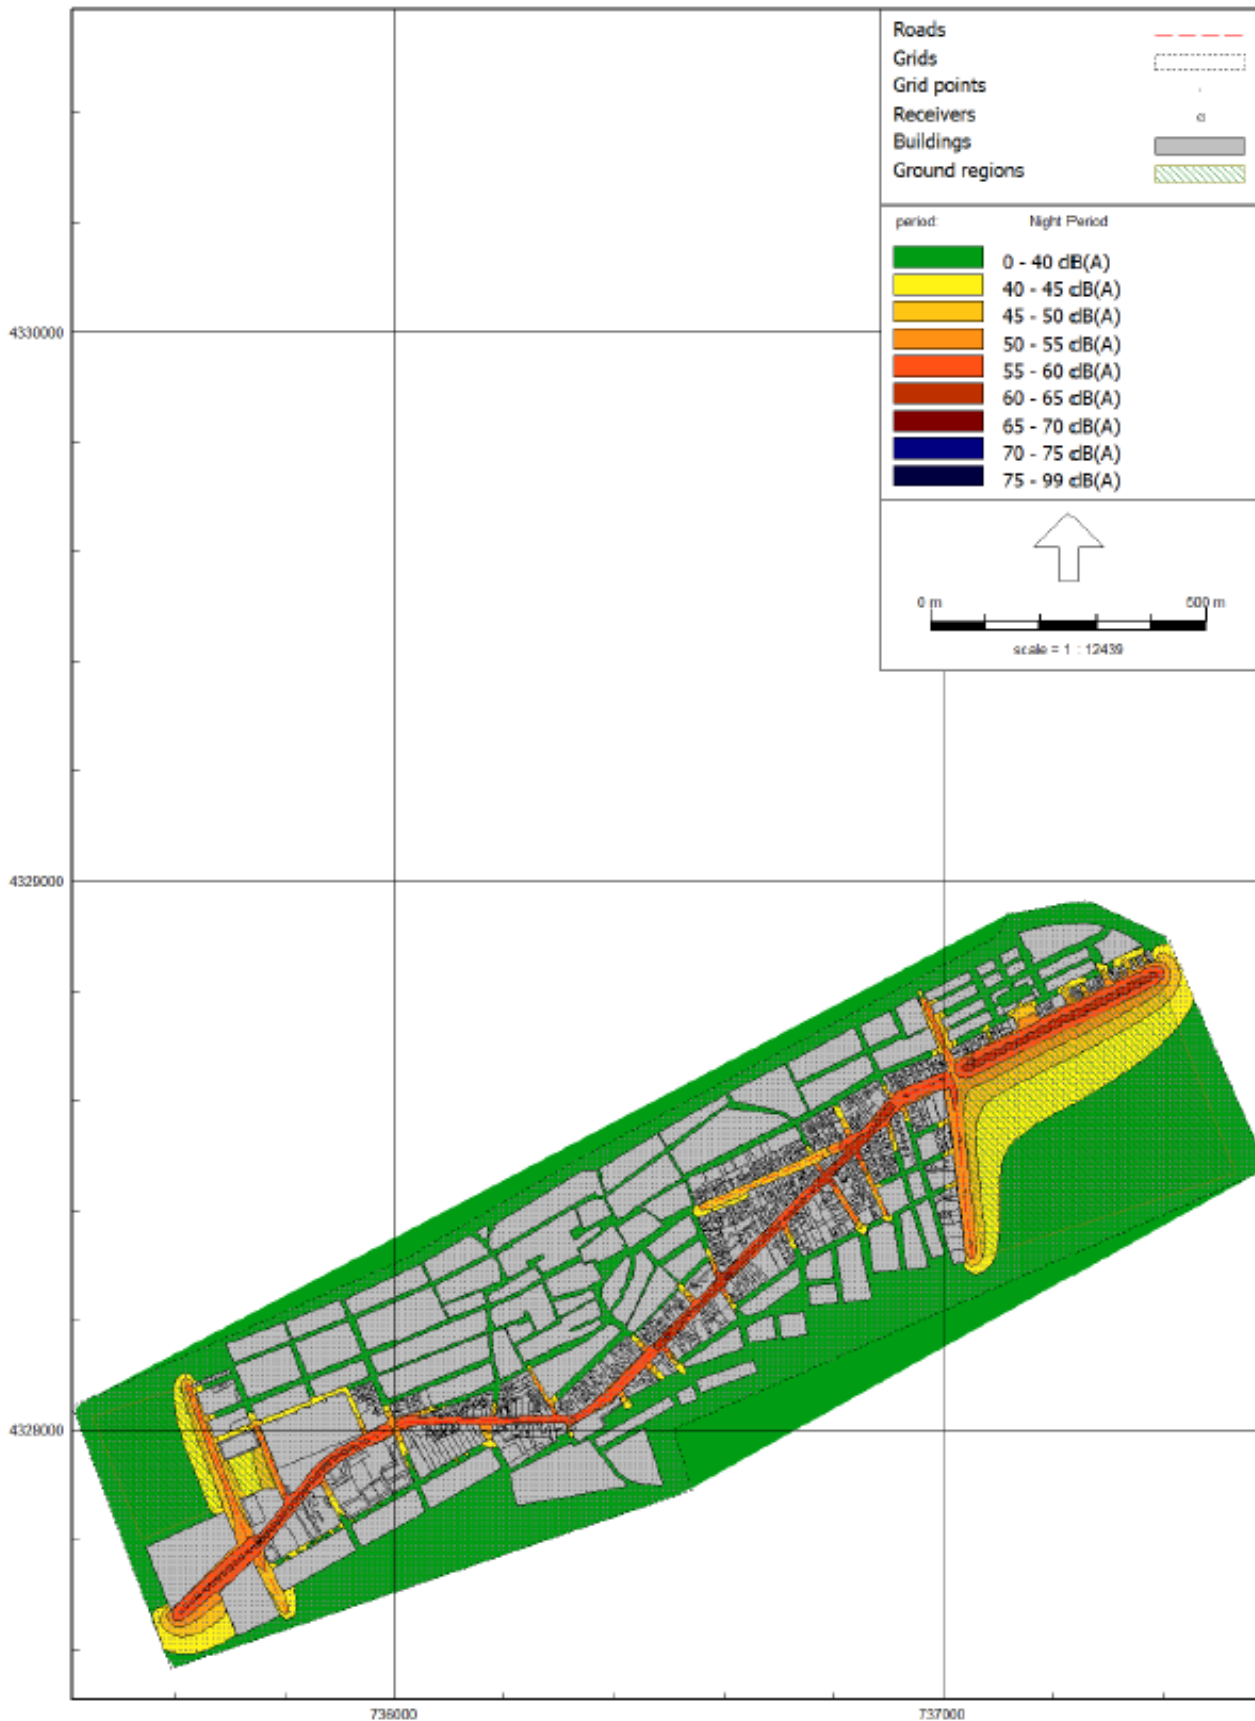 Roads
Grids
Grid points
Receivers
Buildings
Ground regions
period: Night Period
0 - 40 dB(A)
40 - 45 dB(A)
45 - 50 dB(A)
50 - 55 dB(A)
55 - 60 dB(A)
60 - 65 dB(A)
65 - 70 dB(A)
70 - 75 dB(A)
75 - 99 dB(A)
0 m 500 m
scale = 1 : 12439
4330000
4329000
4328000
736000 737000